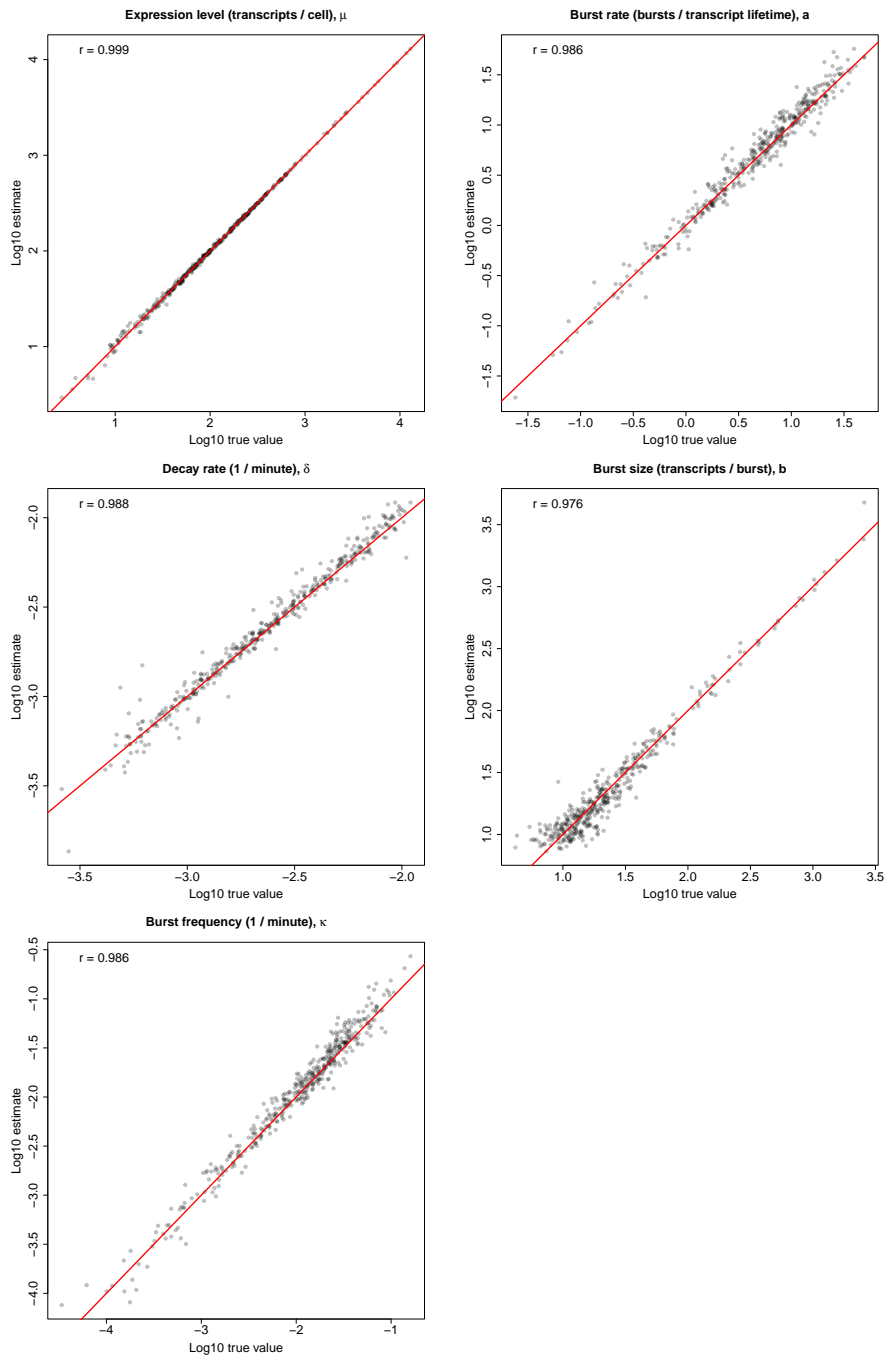 Expression level (transcripts / cell), μ
r = 0.999
Log10 estimate
1
2
3
4
1
2
3
4
Log10 true value
Burst rate (bursts / transcript lifetime), a
r = 0.986
Log10 estimate
−1.5
−1.0
−0.5
0.0
0.5
1.0
1.5
−1.5
−1.0
−0.5
0.0
0.5
1.0
1.5
Log10 true value
Decay rate (1 / minute), δ
r = 0.988
Log10 estimate
−3.5
−3.0
−2.5
−2.0
−3.5
−3.0
−2.5
−2.0
Log10 true value
Burst size (transcripts / burst), b
r = 0.976
Log10 estimate
1.0
1.5
2.0
2.5
3.0
3.5
1.0
1.5
2.0
2.5
3.0
3.5
Log10 true value
Burst frequency (1 / minute), κ
r = 0.986
Log10 estimate
−4.0
−3.5
−3.0
−2.5
−2.0
−1.5
−1.0
−0.5
−4
−3
−2
−1
Log10 true value